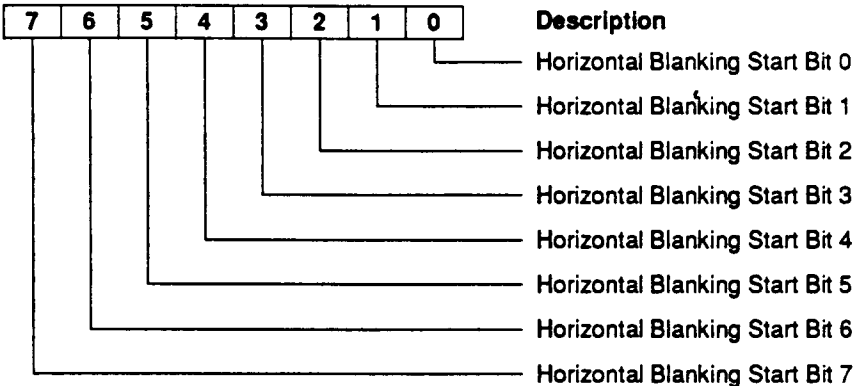 7 6 5 4 3 2 1 0 Description
Horizontal Blanking Start Bit 0
Horizontal Blanking Start Bit 1
Horizontal Blanking Start Bit 2
Horizontal Blanking Start Bit 3
Horizontal Blanking Start Bit 4
Horizontal Blanking Start Bit 5
Horizontal Blanking Start Bit 6
Horizontal Blanking Start Bit 7